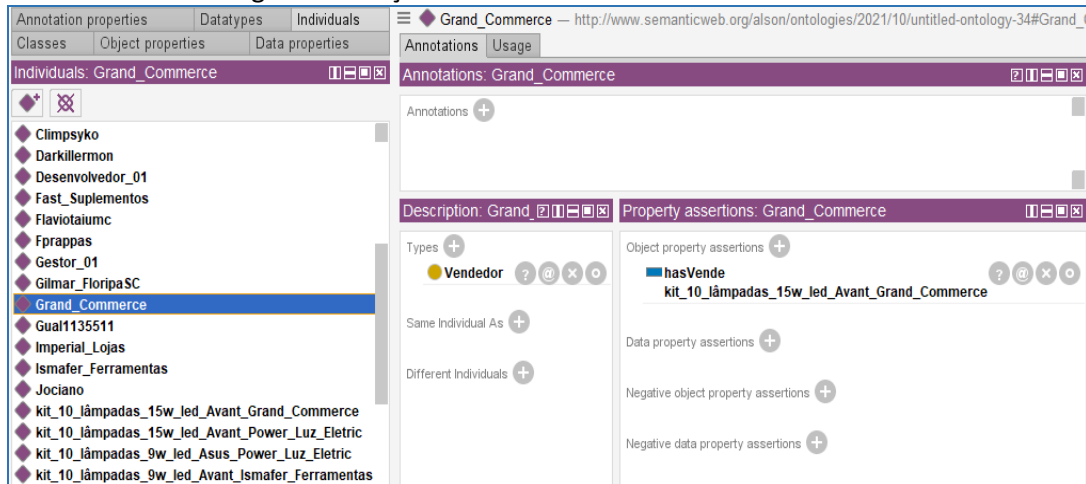 Annotation properties Datatypes Individuals
Classes Object properties Data properties
Individuals: Grand_Commerce
Climpsyko
Darkillermon
Desenvolvedor_01
Fast_Suplementos
Flaviotaiumc
Fprappas
Gestor_01
Gilmar_FloripaSC
Grand_Commerce
Gual1135511
Imperial_Lojas
Ismafer_Ferramentas
Jociano
kit_10_lâmpadas_15w_led_Avant_Grand_Commerce
kit_10_lâmpadas_15w_led_Avant_Power_Luz_Eletric
kit_10_lâmpadas_9w_led_Asus_Power_Luz_Eletric
kit_10_lâmpadas_9w_led_Avant_Ismafer_Ferramentas
Grand_Commerce — http://www.semanticweb.org/alson/ontologies/2021/10/untitled-ontology-34#Grand_
Annotations Usage
Annotations: Grand_Commerce
Annotations
Description: Grand_
Types
Vendedor
Same Individual As
Different Individuals
Property assertions: Grand_Commerce
Object property assertions
hasVende
kit_10_lâmpadas_15w_led_Avant_Grand_Commerce
Data property assertions
Negative object property assertions
Negative data property assertions